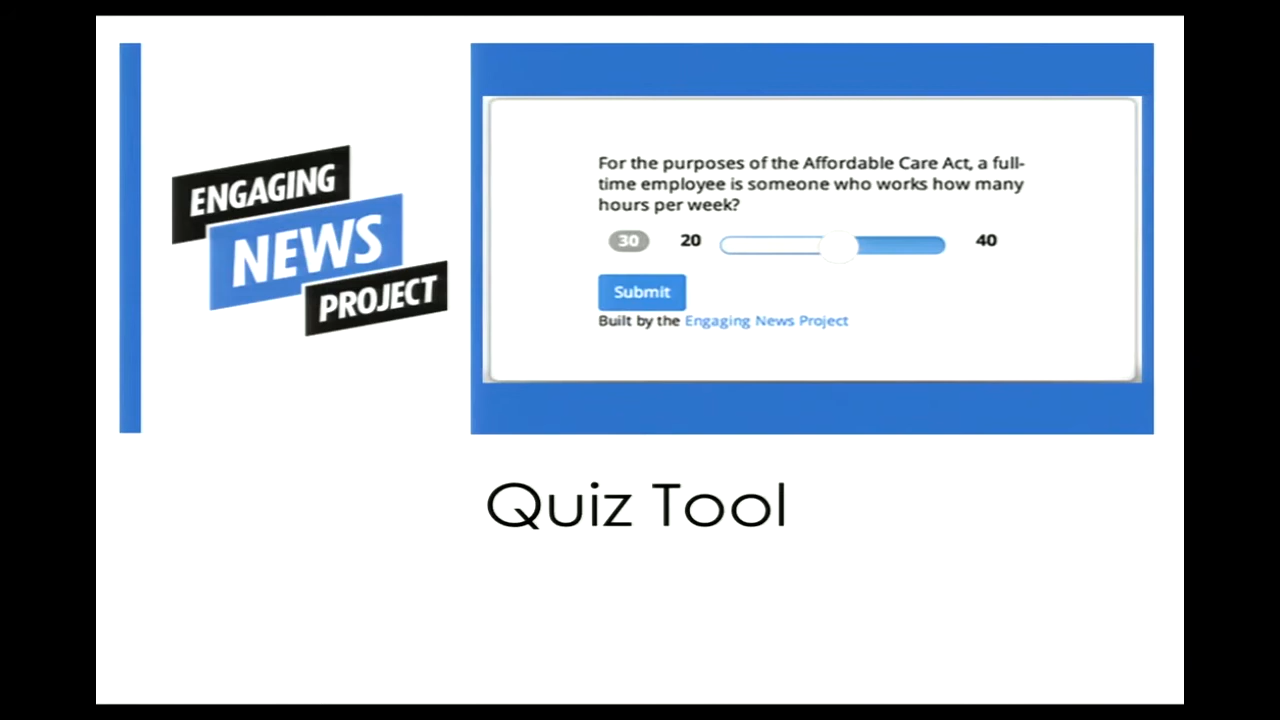 ENGAGING
NEWS
PROJECT
For the purposes of the Affordable Care Act, a full-
time employee is someone who works how many
hours per week?
30 20 40
Submit
Built by the Engaging News Project
Quiz Tool